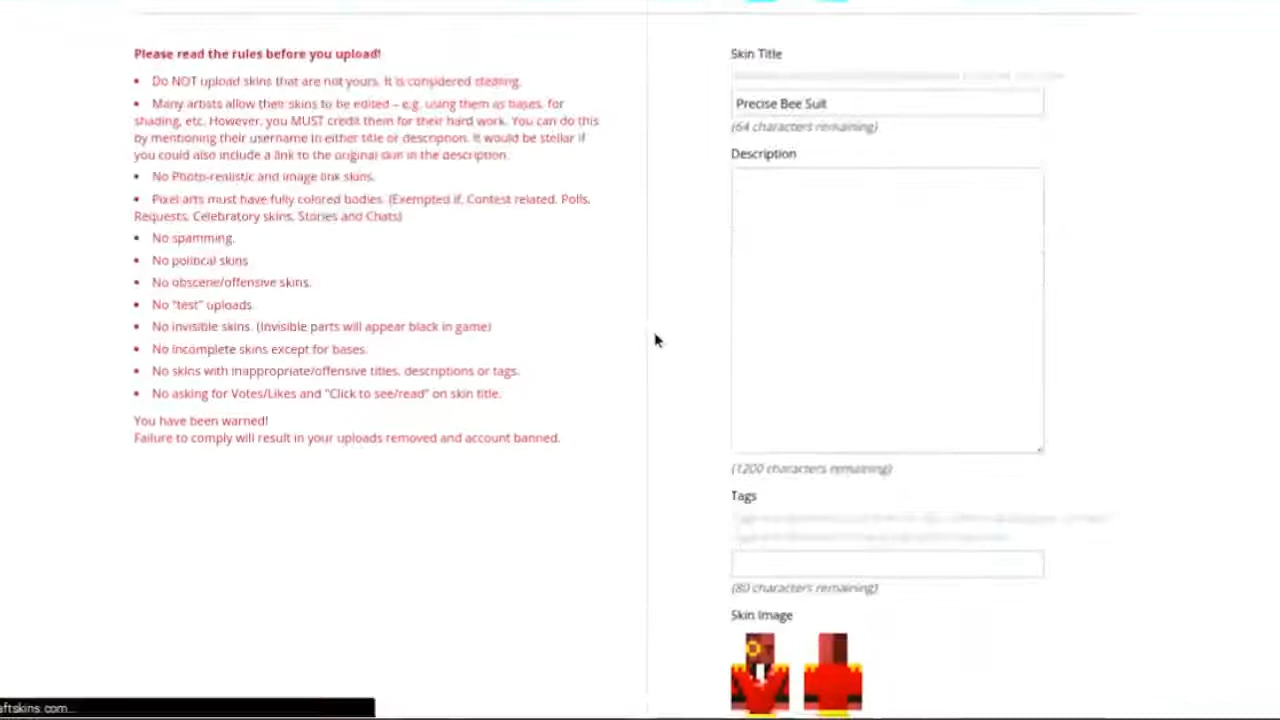 Please read the rules before you upload!
• Do NOT upload skins that are not yours. It is considered stealing.
• Many artists allow their skins to be edited – e.g. using them as bases, for
shading, etc. However, you MUST credit them for their hard work. You can do this
by mentioning their username in either title or description. It would be stellar if
you could also include a link to the original skin in the description.
• No Photo-realistic and image link skins.
• Pixel arts must have fully colored bodies. (Exempted if, Contest related, Polls,
Requests, Celebratory skins, Stories and Chats)
• No spamming.
• No political skins
• No obscene/offensive skins.
• No "test" uploads.
• No invisible skins. (Invisible parts will appear black in game)
• No incomplete skins except for bases.
• No skins with inappropriate/offensive titles, descriptions or tags.
• No asking for Votes/Likes and "Click to see/read" on skin title.
You have been warned!
Failure to comply will result in your uploads removed and account banned.
Skin Title
Precise Bee Suit
(64 characters remaining)
Description
(1200 characters remaining)
Tags
(80 characters remaining)
Skin Image
aftskins.com...